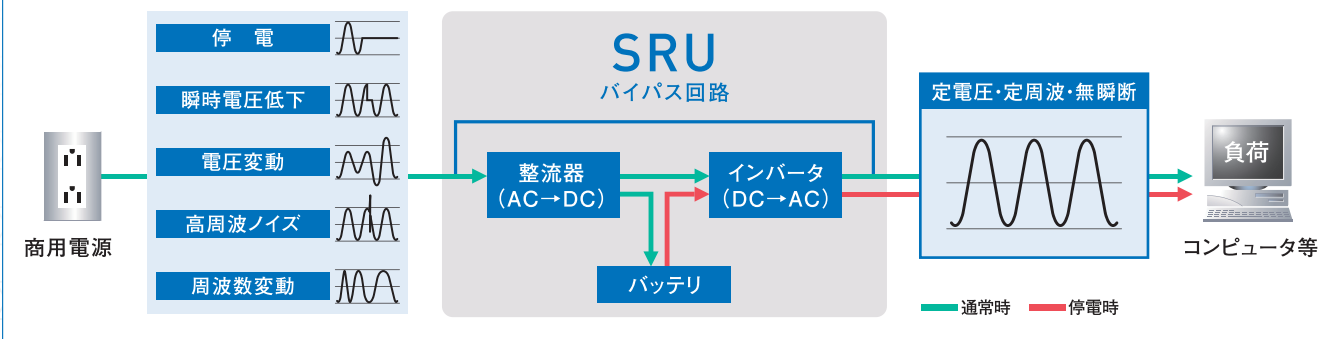 商用電源
停 電
瞬時電圧低下
電圧変動
高周波ノイズ
周波数変動
SRU
バイパス回路
整流器
(AC→DC)
インバータ
(DC→AC)
バッテリ
定電圧・定周波・無瞬断
負荷
コンピュータ等
通常時
停電時